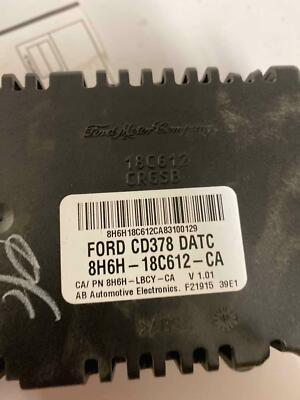 Ford Motor Company
18C612
CR5SB
8H6H18C612CA83100129
FORD CD378 DATC
8H6H-18C612-CA
CA/ PN 8H6H-LBCY-CA V 1.01
AB Automotive Electronics. F21915 39E1